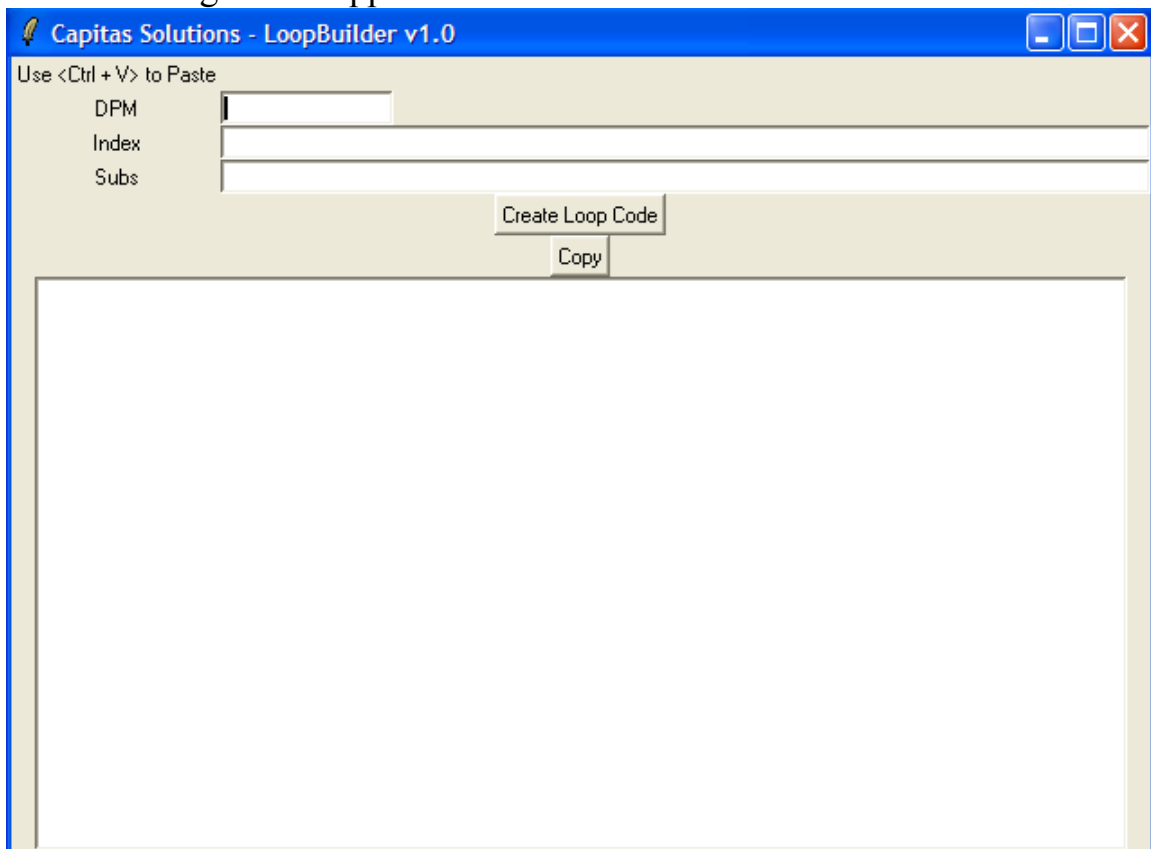 Capitas Solutions - LoopBuilder v1.0
Use <Ctrl + V> to Paste
DPM
Index
Subs
Create Loop Code
Copy